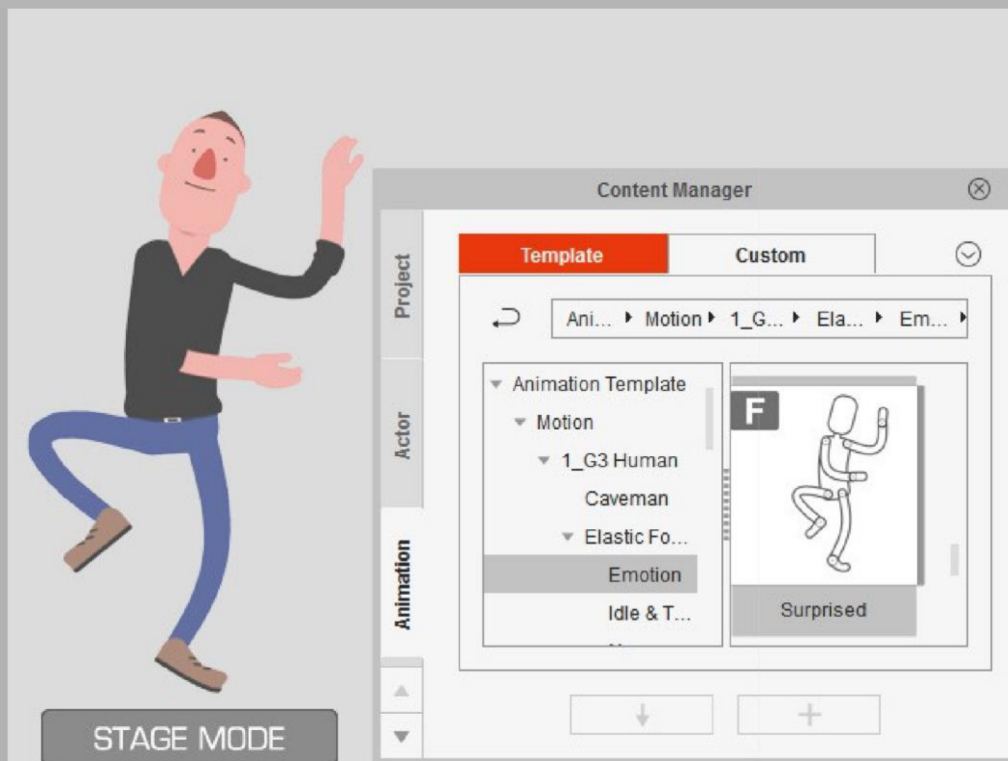 Content Manager
Project
Actor
Animation
Template
Custom
Ani... Motion 1_G... Ela... Em...
Animation Template
Motion
1_G3 Human
Caveman
Elastic Fo...
Emotion
Idle & T...
F
Surprised
STAGE MODE